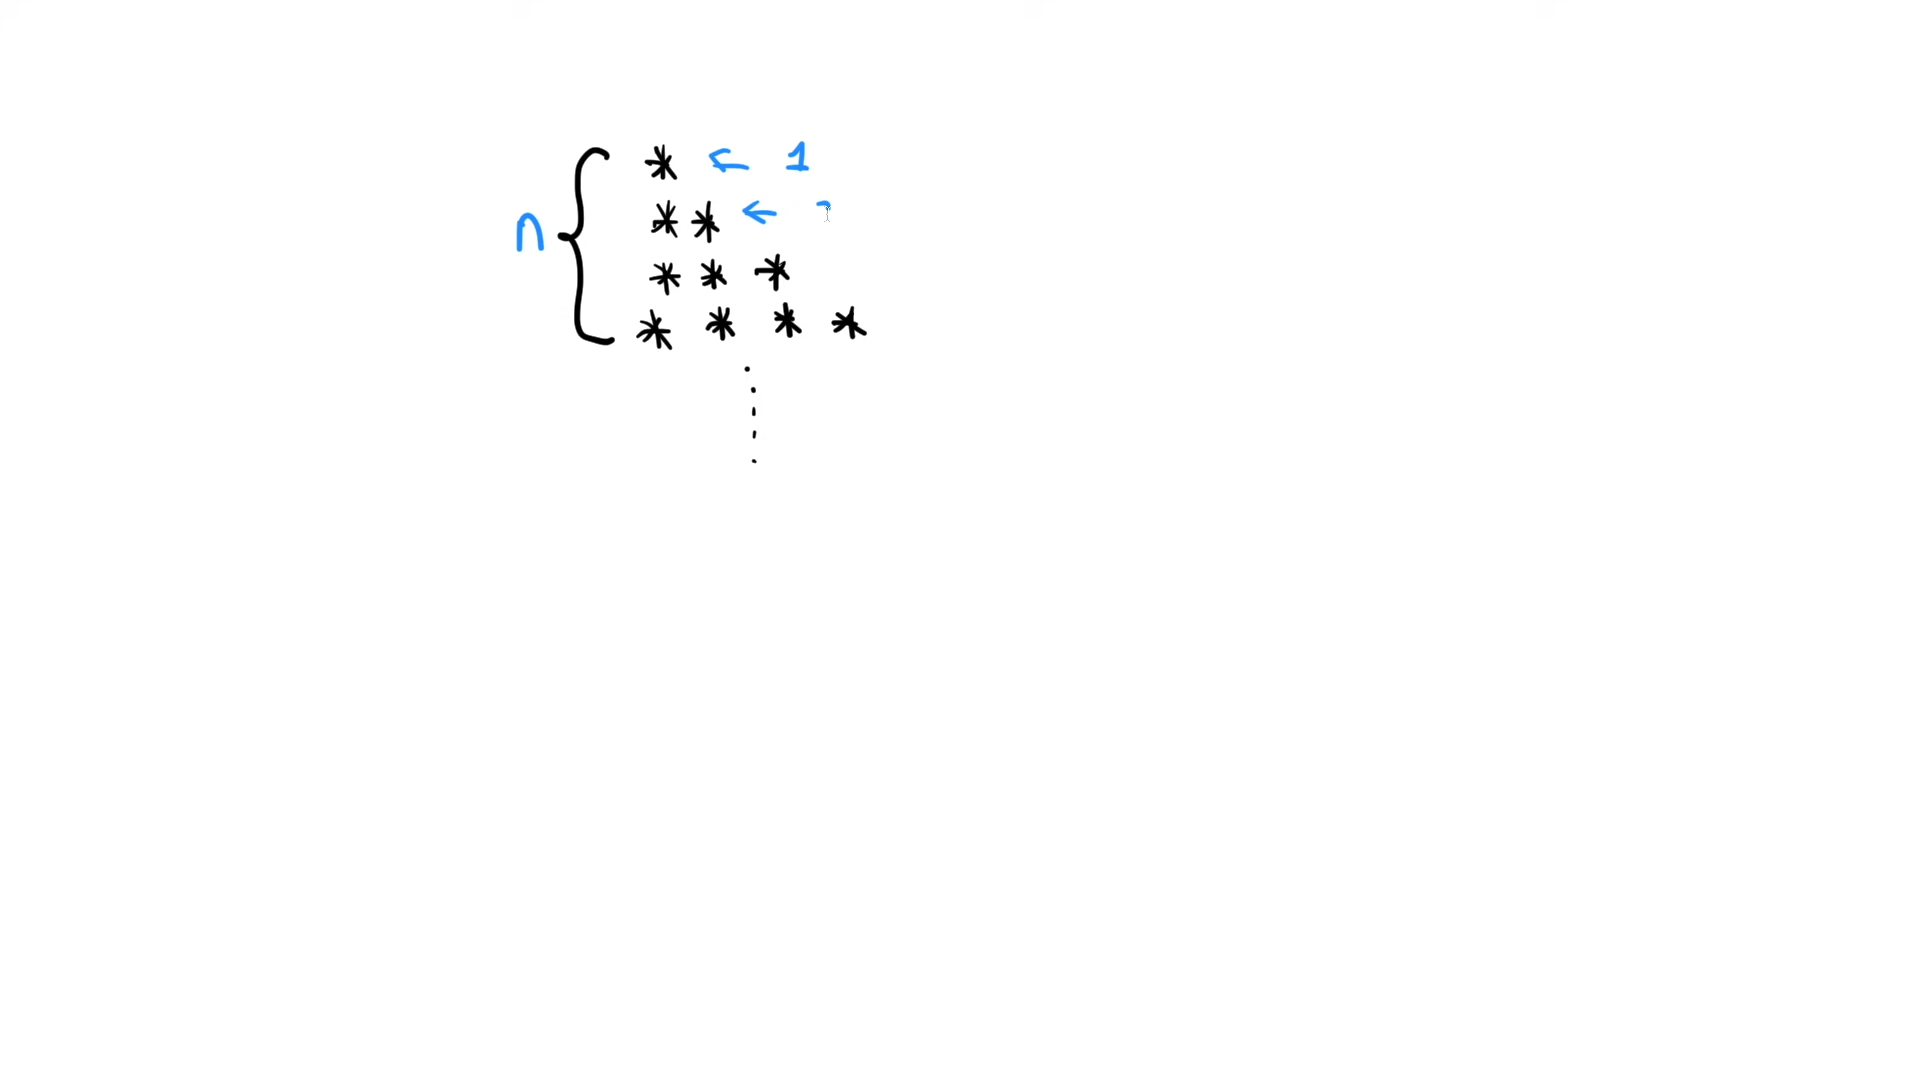 * ← 1
n { * * ←
* * *
* * * *